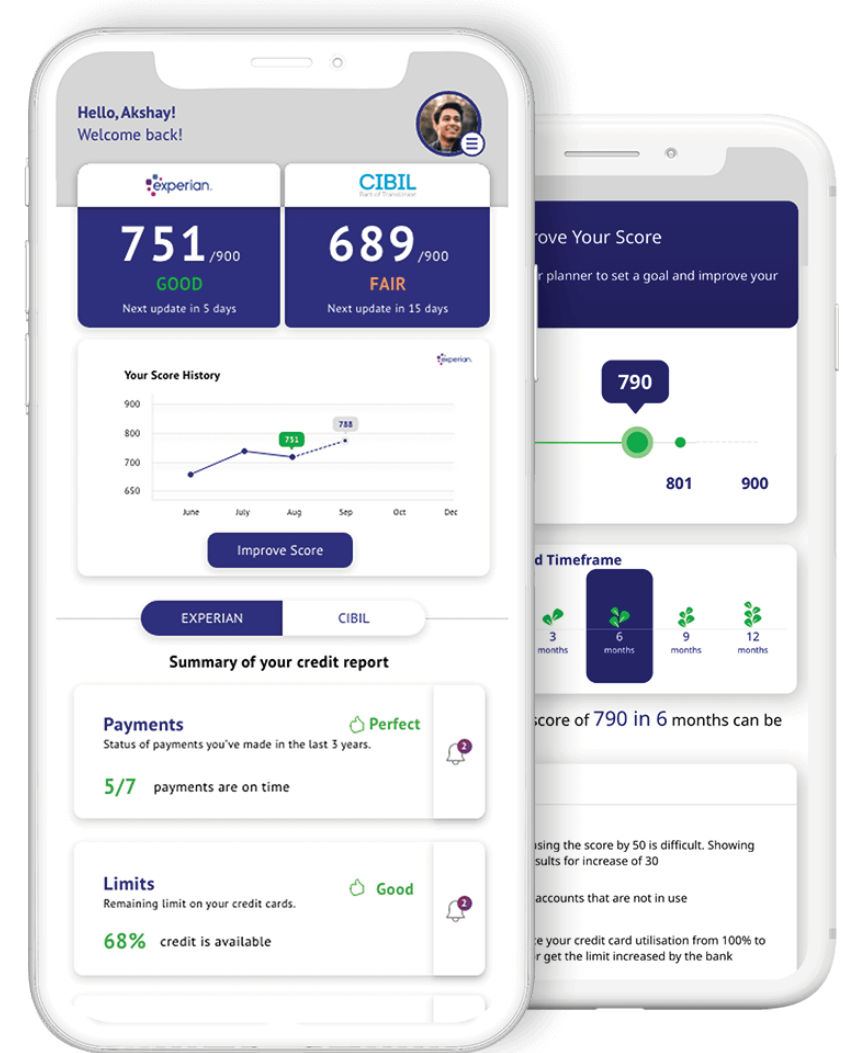 Hello, Akshay!
Welcome back!
experian.
CIBIL
Part of TransUnion
751/900
689/900
GOOD
FAIR
Next update in 5 days
Next update in 15 days
experian.
Your Score History
900
800
700
650
751
788
June July Aug Sep Oct Dec
Improve Score
EXPERIAN
CIBIL
Summary of your credit report
Payments
Perfect
Status of payments you've made in the last 3 years.
2
5/7 payments are on time
Limits
Good
Remaining limit on your credit cards.
2
68% credit is available
rove Your Score
r planner to set a goal and improve your
790
801
900
d Timeframe
3
months
6
months
9
months
12
months
score of 790 in 6 months can be
sing the score by 50 is difficult. Showing
sults for increase of 30
accounts that are not in use
e your credit card utilisation from 100% to
r get the limit increased by the bank